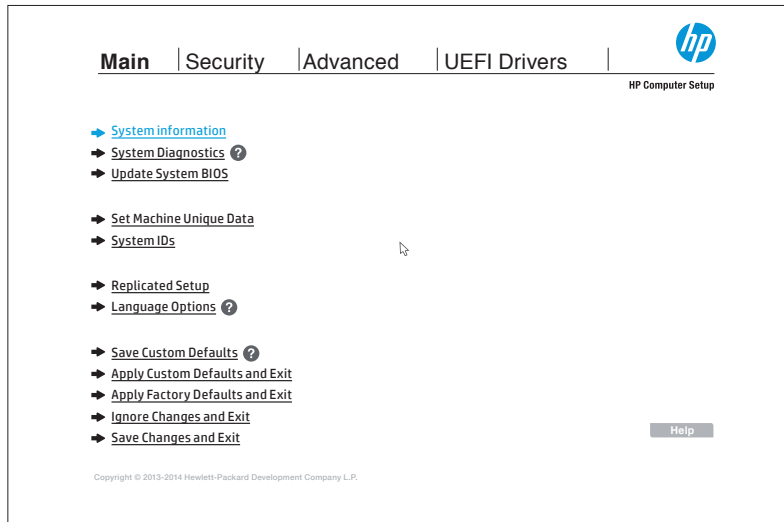 Main Security Advanced UEFI Drivers
hp
HP Computer Setup
System information
System Diagnostics ?
Update System BIOS
Set Machine Unique Data
System IDs
Replicated Setup
Language Options ?
Save Custom Defaults ?
Apply Custom Defaults and Exit
Apply Factory Defaults and Exit
Ignore Changes and Exit
Save Changes and Exit
Help
Copyright © 2013-2014 Hewlett-Packard Development Company L.P.